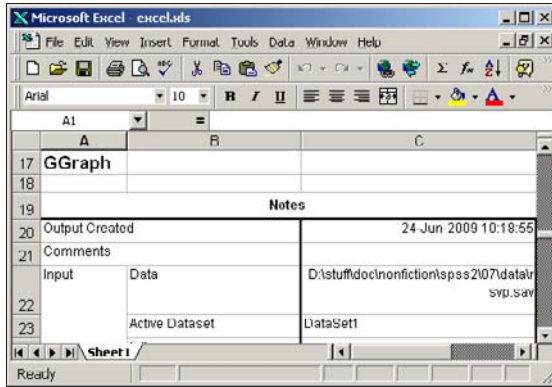 Microsoft Excel - excel.xls
File Edit View Insert Format Tools Data Window Help
Arial 10 B I U A
A1 =
A B C
17 GGraph
18
19 Notes
20 Output Created 24-Jun-2009 10:18:55
21 Comments
22 Input Data D:\stuff\doc\nonfiction\spss2\07\data\r
svp.sav
23 Active Dataset DataSet1
Sheet1
Ready